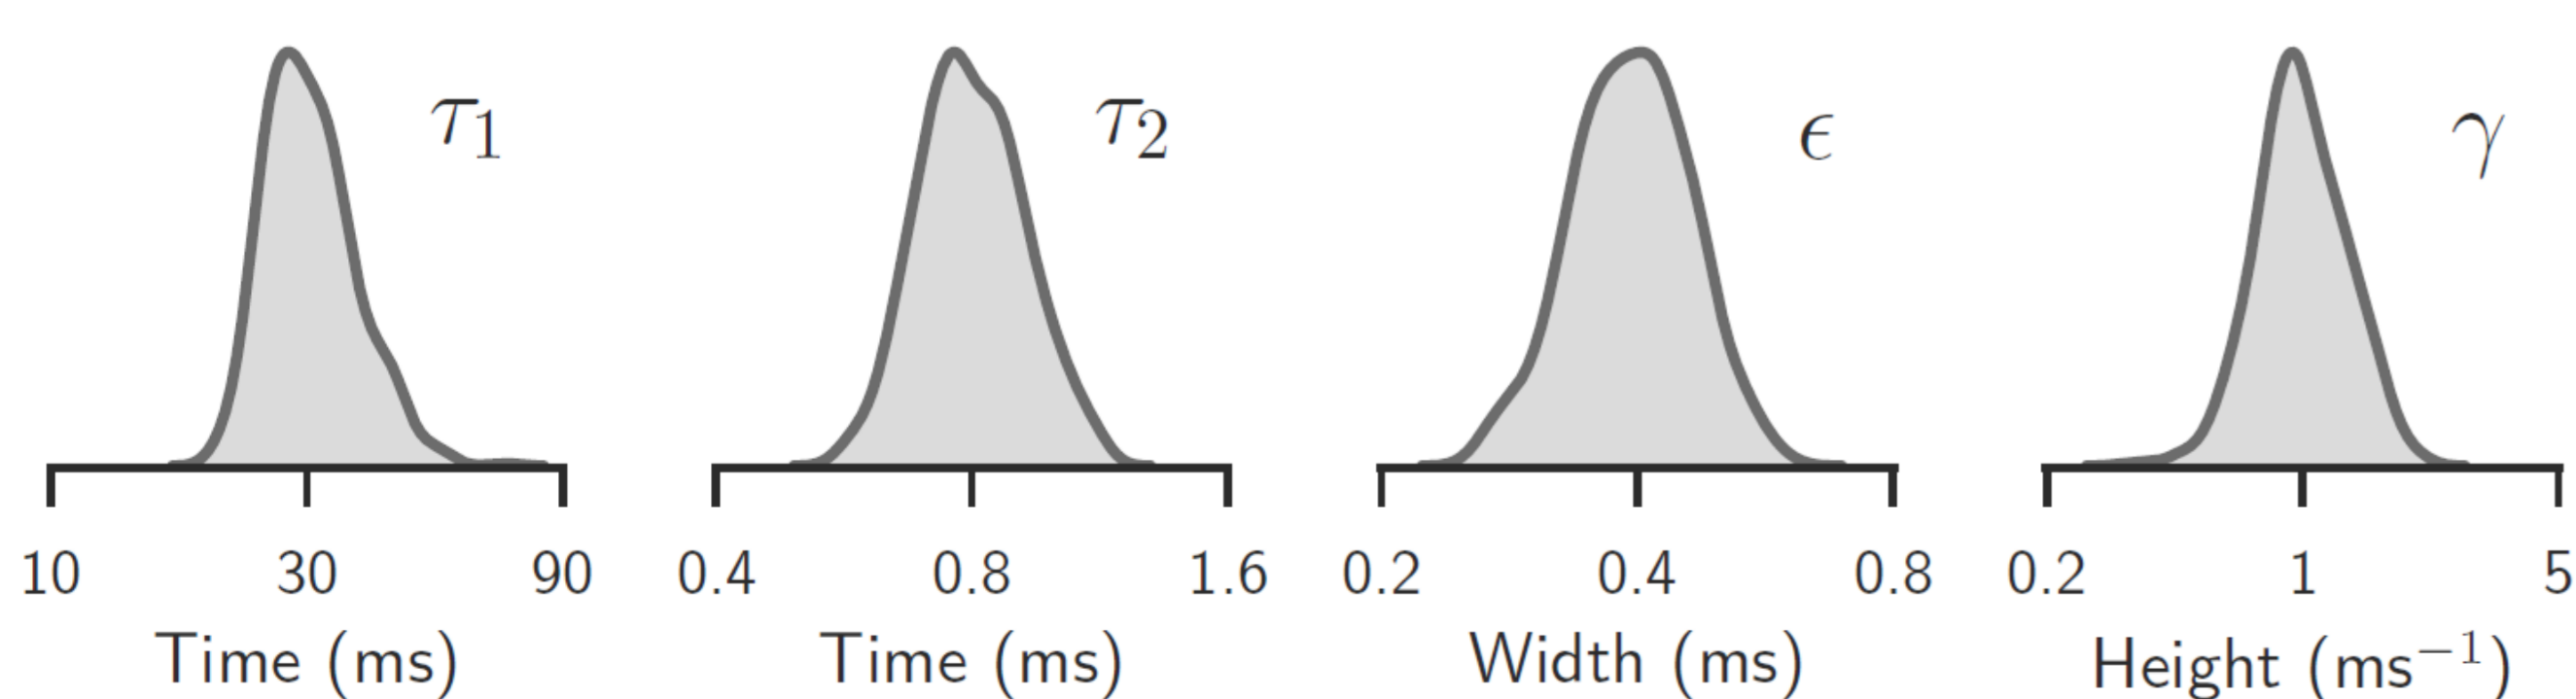 τ₁ τ₂ ϵ γ
10 30 90 0.4 0.8 1.6 0.2 0.4 0.8 0.2 1 5
Time (ms) Time (ms) Width (ms) Height (ms⁻¹)